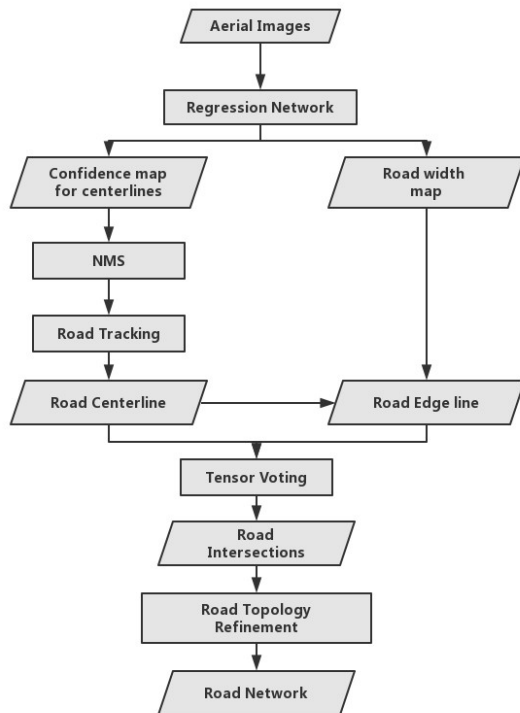 Aerial Images
Regression Network
Confidence map
for centerlines
Road width
map
NMS
Road Tracking
Road Centerline
Road Edge line
Tensor Voting
Road
Intersections
Road Topology
Refinement
Road Network